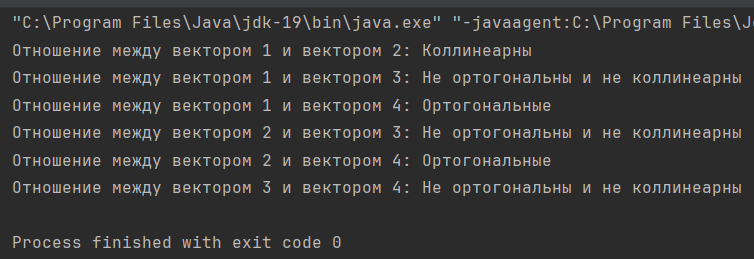 "C:\Program Files\Java\jdk-19\bin\java.exe" "-javaagent:C:\Program Files\J
Отношение между вектором 1 и вектором 2: Коллинеарны
Отношение между вектором 1 и вектором 3: Не ортогональны и не коллинеарны
Отношение между вектором 1 и вектором 4: Ортогональные
Отношение между вектором 2 и вектором 3: Не ортогональны и не коллинеарны
Отношение между вектором 2 и вектором 4: Ортогональные
Отношение между вектором 3 и вектором 4: Не ортогональны и не коллинеарны
Process finished with exit code 0